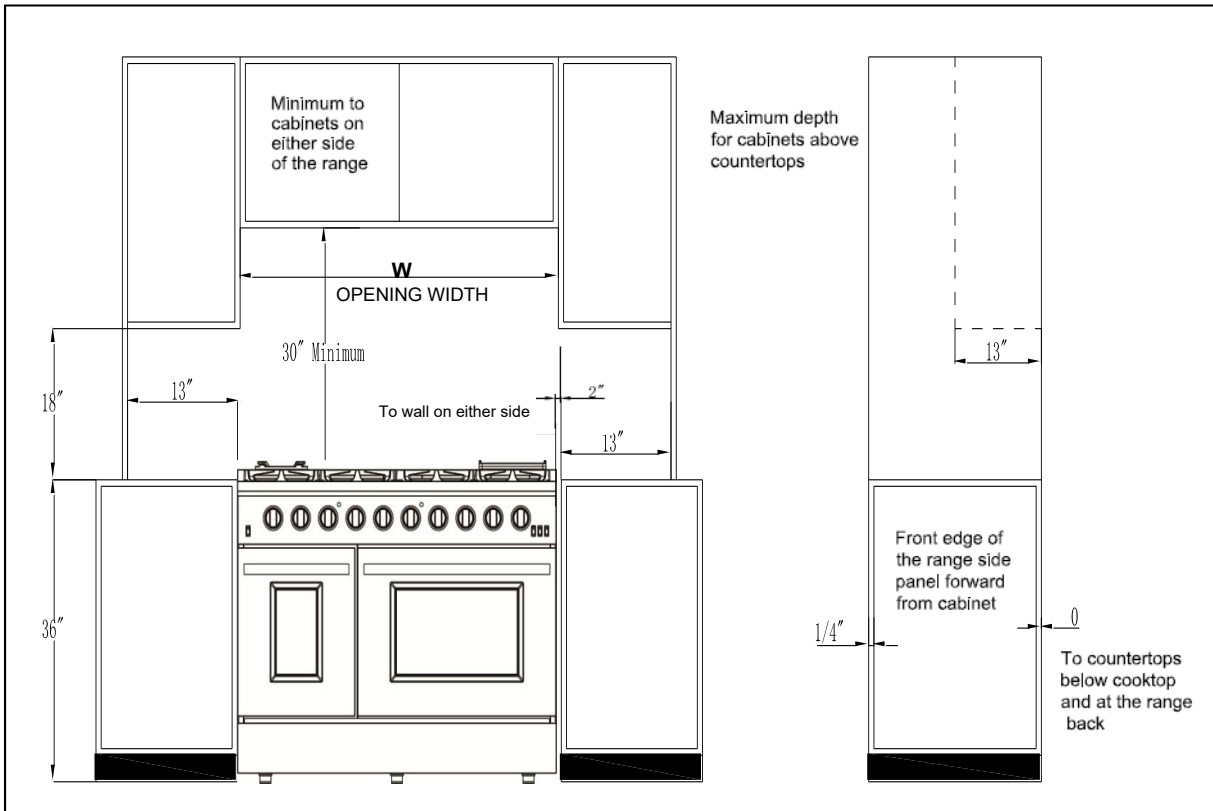 Minimum to
cabinets on
either side
of the range
Maximum depth
for cabinets above
countertops
W
OPENING WIDTH
30" Minimum
13"
18"
13"
To wall on either side
2"
13"
36"
Front edge of
the range side
panel forward
from cabinet
1/4"
0
To countertops
below cooktop
and at the range
back